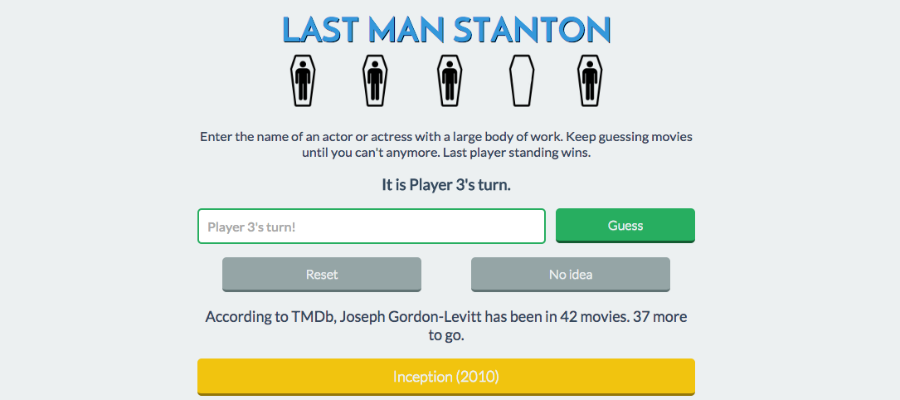 LAST MAN STANTON
Enter the name of an actor or actress with a large body of work. Keep guessing movies
until you can't anymore. Last player standing wins.
It is Player 3's turn.
Player 3's turn!
Guess
Reset
No idea
According to TMDb, Joseph Gordon-Levitt has been in 42 movies. 37 more
to go.
Inception (2010)